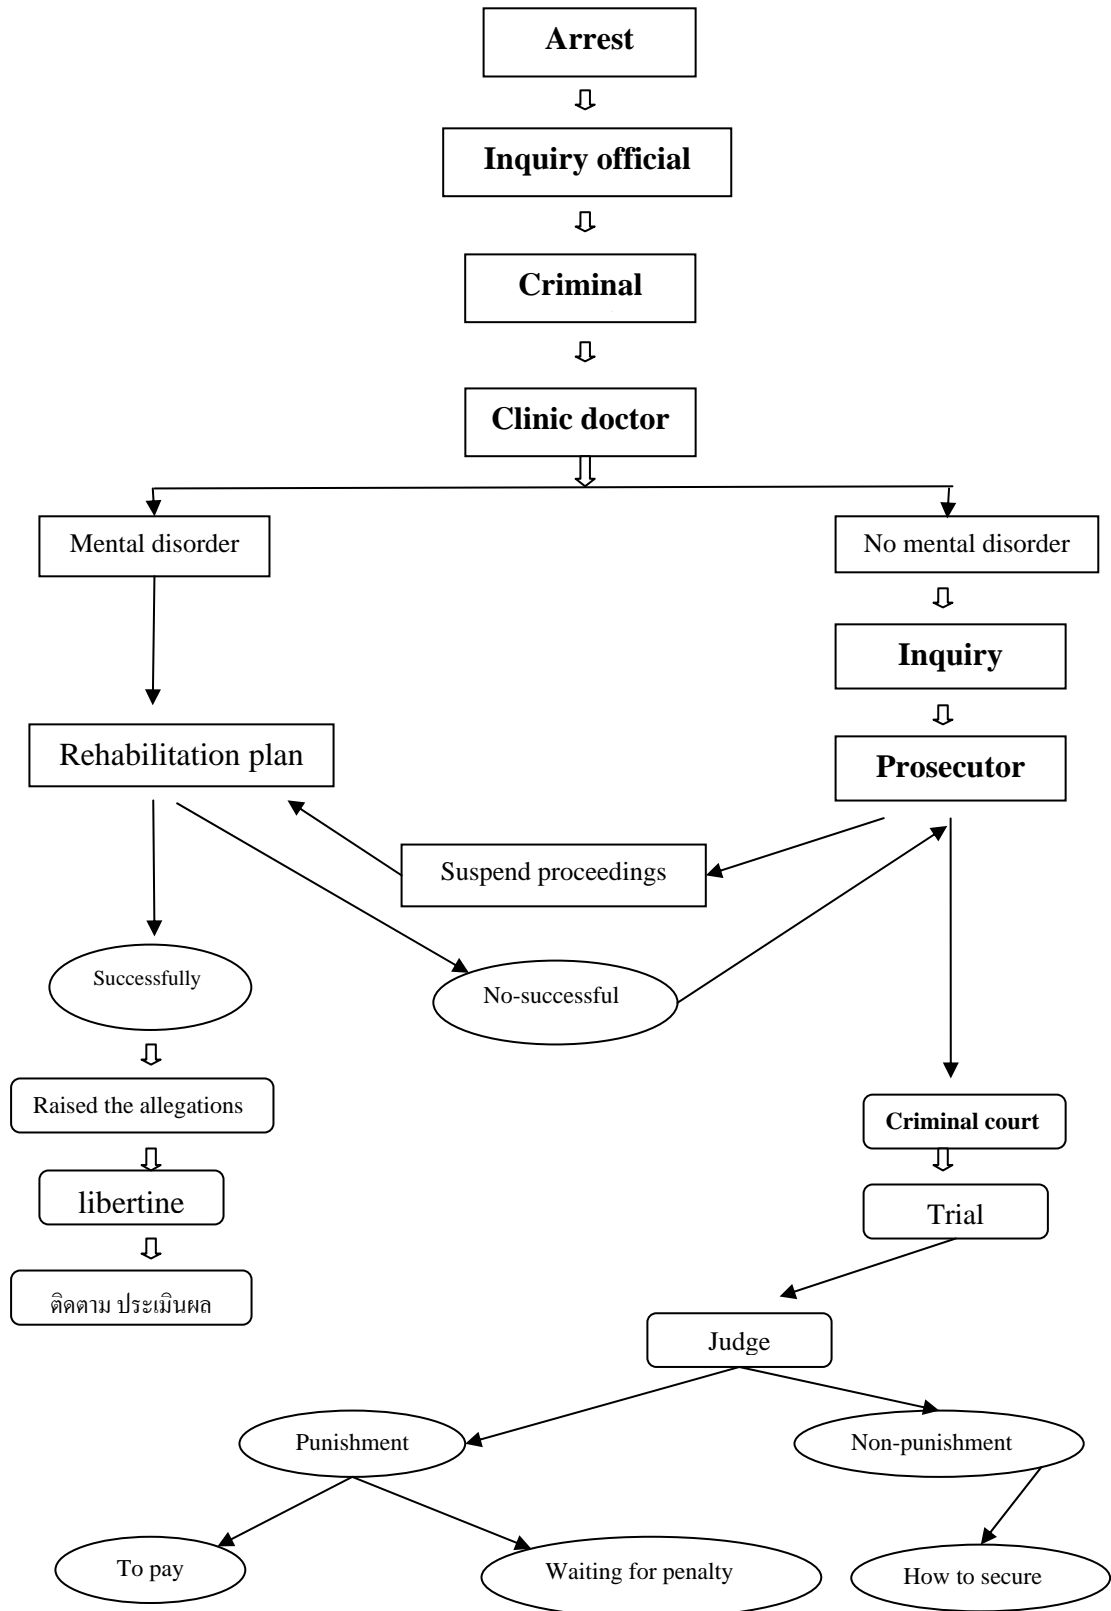 Arrest
Inquiry official
Criminal
Clinic doctor
Mental disorder
No mental disorder
Inquiry
Rehabilitation plan
Prosecutor
Suspend proceedings
Successfully
No-successful
Raised the allegations
Criminal court
libertine
Trial
ติดตาม ประเมินผล
Judge
Punishment
Non-punishment
To pay
Waiting for penalty
How to secure